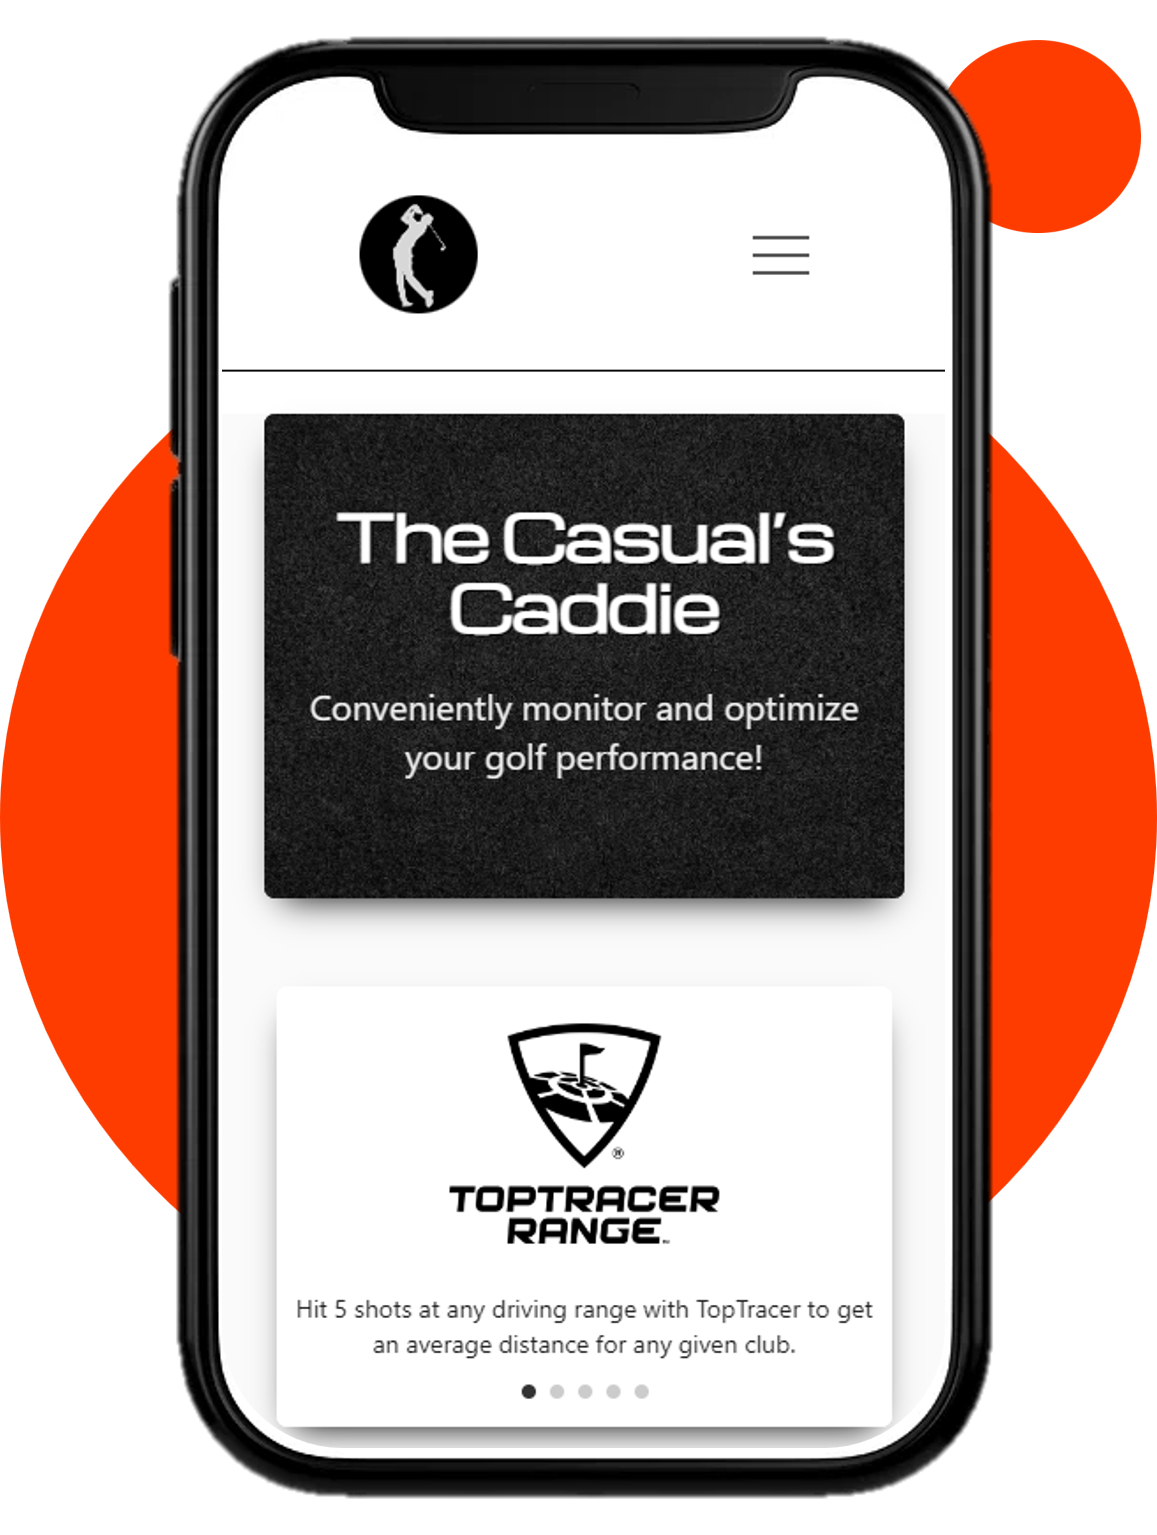 The Casual's
Caddie
Conveniently monitor and optimize
your golf performance!
®
TOPTRACER
RANGE™
Hit 5 shots at any driving range with TopTracer to get
an average distance for any given club.